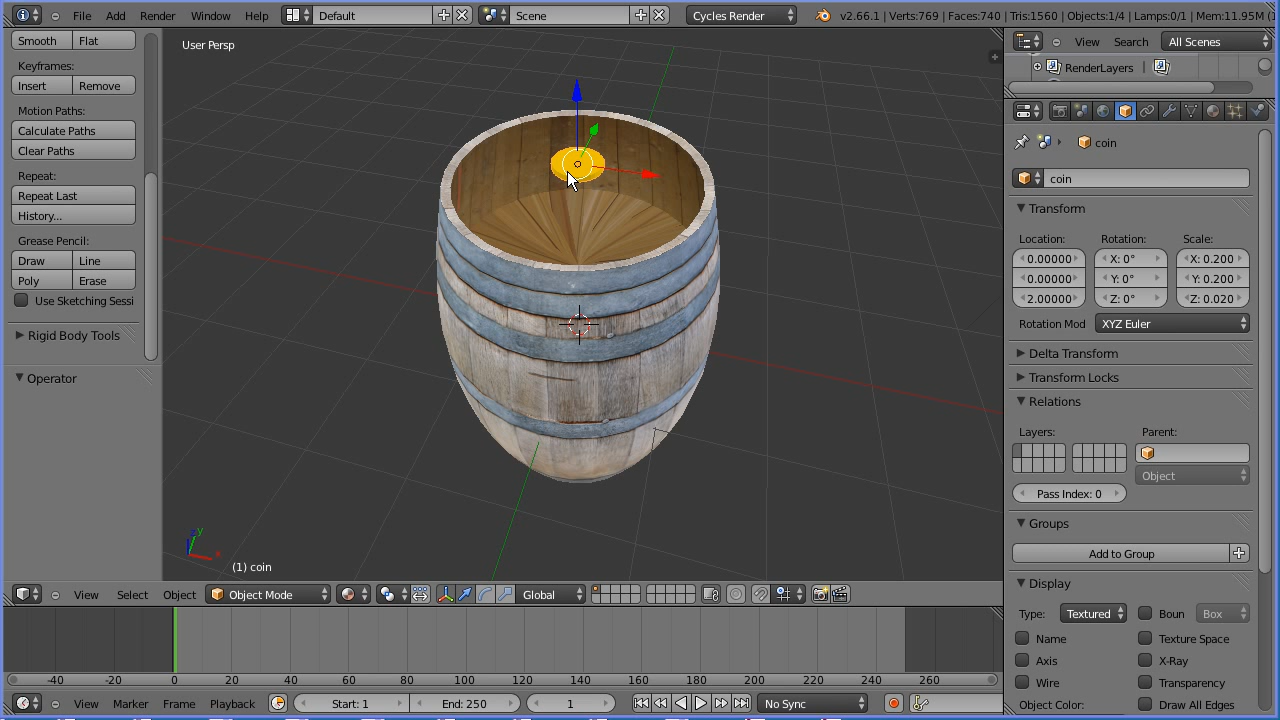 File Add Render Window Help Default Scene Cycles Render v2.66.1 | Verts:769 | Faces:740 | Tris:1560 | Objects:1/4 | Lamps:0/1 | Mem:11.95M
Smooth Flat
Keyframes:
Insert Remove
Motion Paths:
Calculate Paths
Clear Paths
Repeat:
Repeat Last
History...
Grease Pencil:
Draw Line
Poly Erase
Use Sketching Sessi
Rigid Body Tools
Operator
User Persp
x
y
z
(1) coin
View Select Object Object Mode Global
-40 -20 0 20 40 60 80 100 120 140 160 180 200 220 240 260
View Marker Frame Playback Start: 1 End: 250 1 No Sync
View Search All Scenes
RenderLayers |
coin
coin
Transform
Location: Rotation: Scale:
0.00000 X: 0° X: 0.200
0.00000 Y: 0° Y: 0.200
2.00000 Z: 0° Z: 0.020
Rotation Mod XYZ Euler
Delta Transform
Transform Locks
Relations
Layers: Parent:
Object
Pass Index: 0
Groups
Add to Group
Display
Type: Textured Boun Box
Name Texture Space
Axis X-Ray
Wire Transparency
Object Color: Draw All Edges